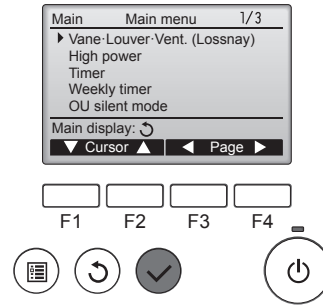 Main Main menu 1/3
Vane·Louver·Vent. (Lossnay)
High power
Timer
Weekly timer
OU silent mode
Main display:
Cursor Page
F1 F2 F3 F4